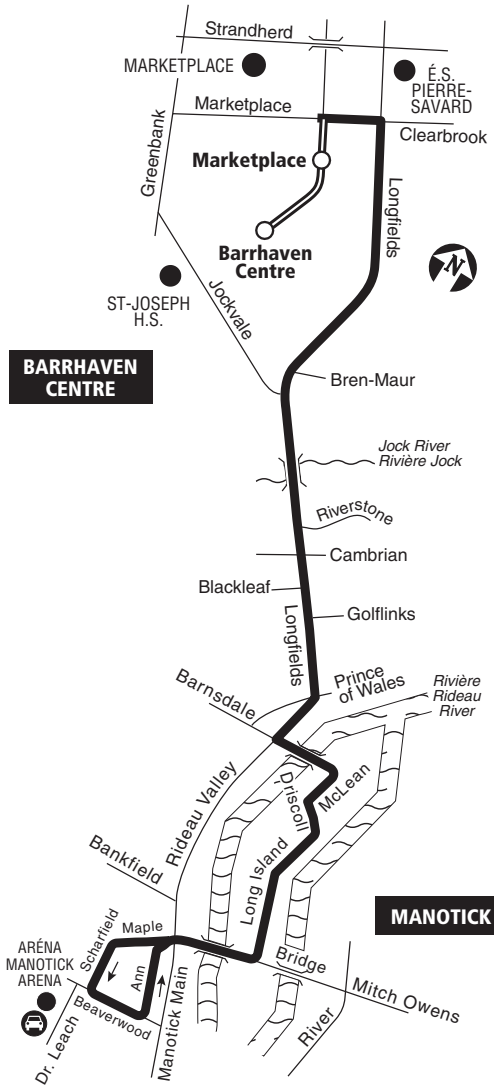 Strandherd
MARKETPLACE
É.S.
PIERRE-
SAVARD
Marketplace
Clearbrook
Greenbank
Marketplace
Longfields
Barrhaven
Centre
N
ST-JOSEPH
H.S.
Jockvale
BARRHAVEN
CENTRE
Bren-Maur
Jock River
Rivière Jock
Riverstone
Cambrian
Blackleaf
Golflinks
Longfields
Prince
of Wales
Rivière
Rideau
River
Barnsdale
Rideau Valley
Driscoll
McLean
Bankfield
Long Island
MANOTICK
Maple
Scharfield
Ann
ARÉNA
MANOTICK
ARENA
Beaverwood
Dr. Leach
Manotick Main
Bridge
Mitch Owens
River